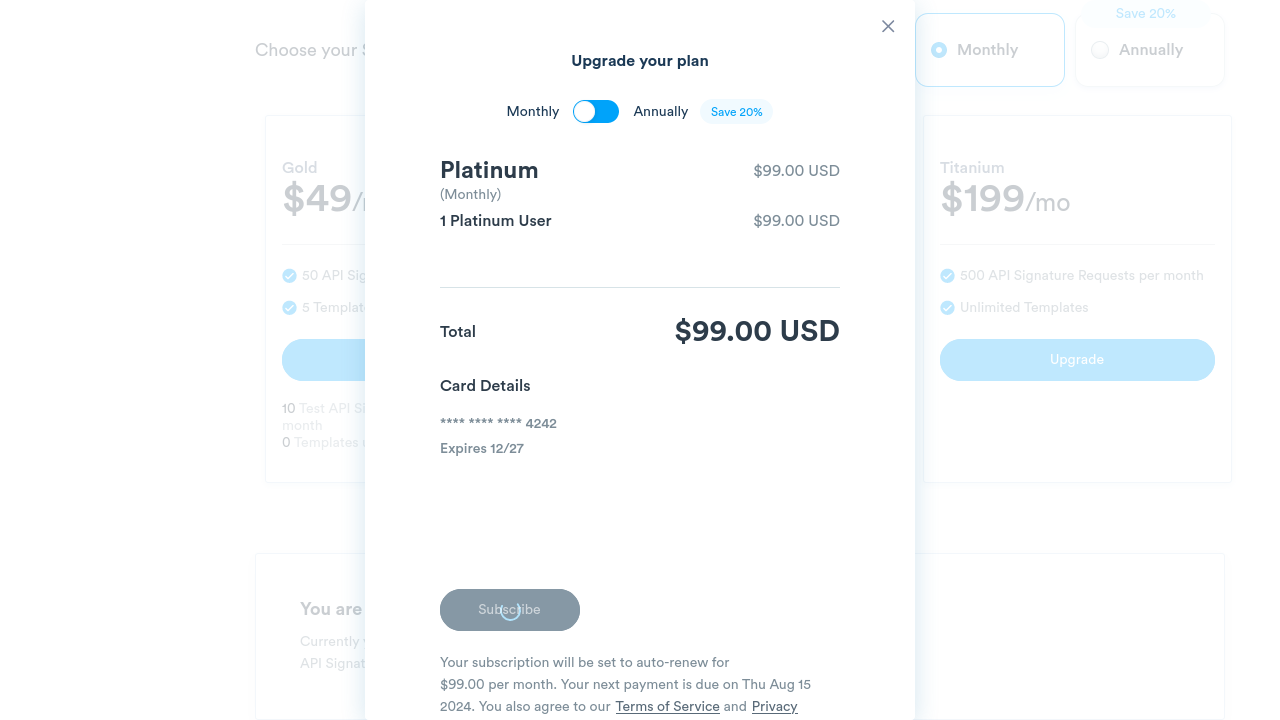 Save 20%
Choose your
Monthly
Annually
Upgrade your plan
Monthly
Annually
Save 20%
Gold
$49/
50 API
5
10 Test API
month
0 Templates
Platinum
$99.00 USD
(Monthly)
1 Platinum User
$99.00 USD
Total
$99.00 USD
Card Details
**** **** **** 4242
Expires 12/27
Subscribe
Your subscription will be set to auto-renew for
$99.00 per month. Your next payment is due on Thu Aug 15
2024. You also agree to our Terms of Service and Privacy
Titanium
$199/mo
500 API Signature Requests per month
Unlimited Templates
Upgrade
You are
Currently
API